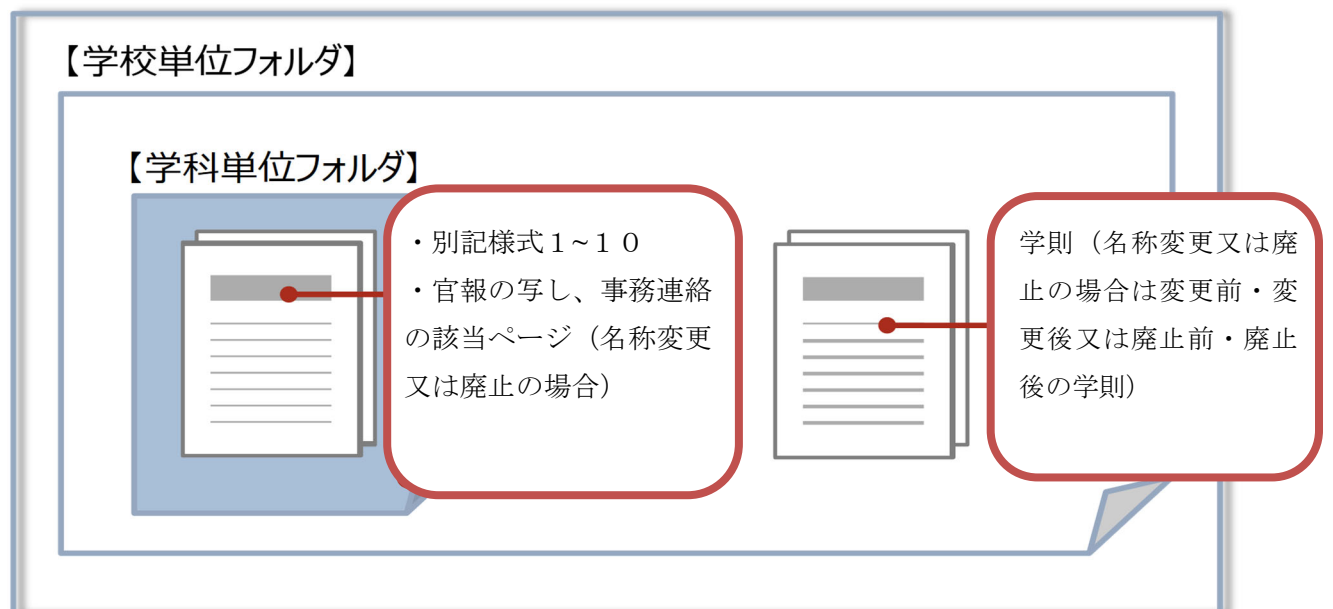 【学校単位フォルダ】
【学科単位フォルダ】
・別記様式１~１０
・官報の写し、事務連絡
の該当ページ（名称変更
又は廃止の場合）
学則（名称変更又は廃
止の場合は変更前・変
更後又は廃止前・廃止
後の学則）